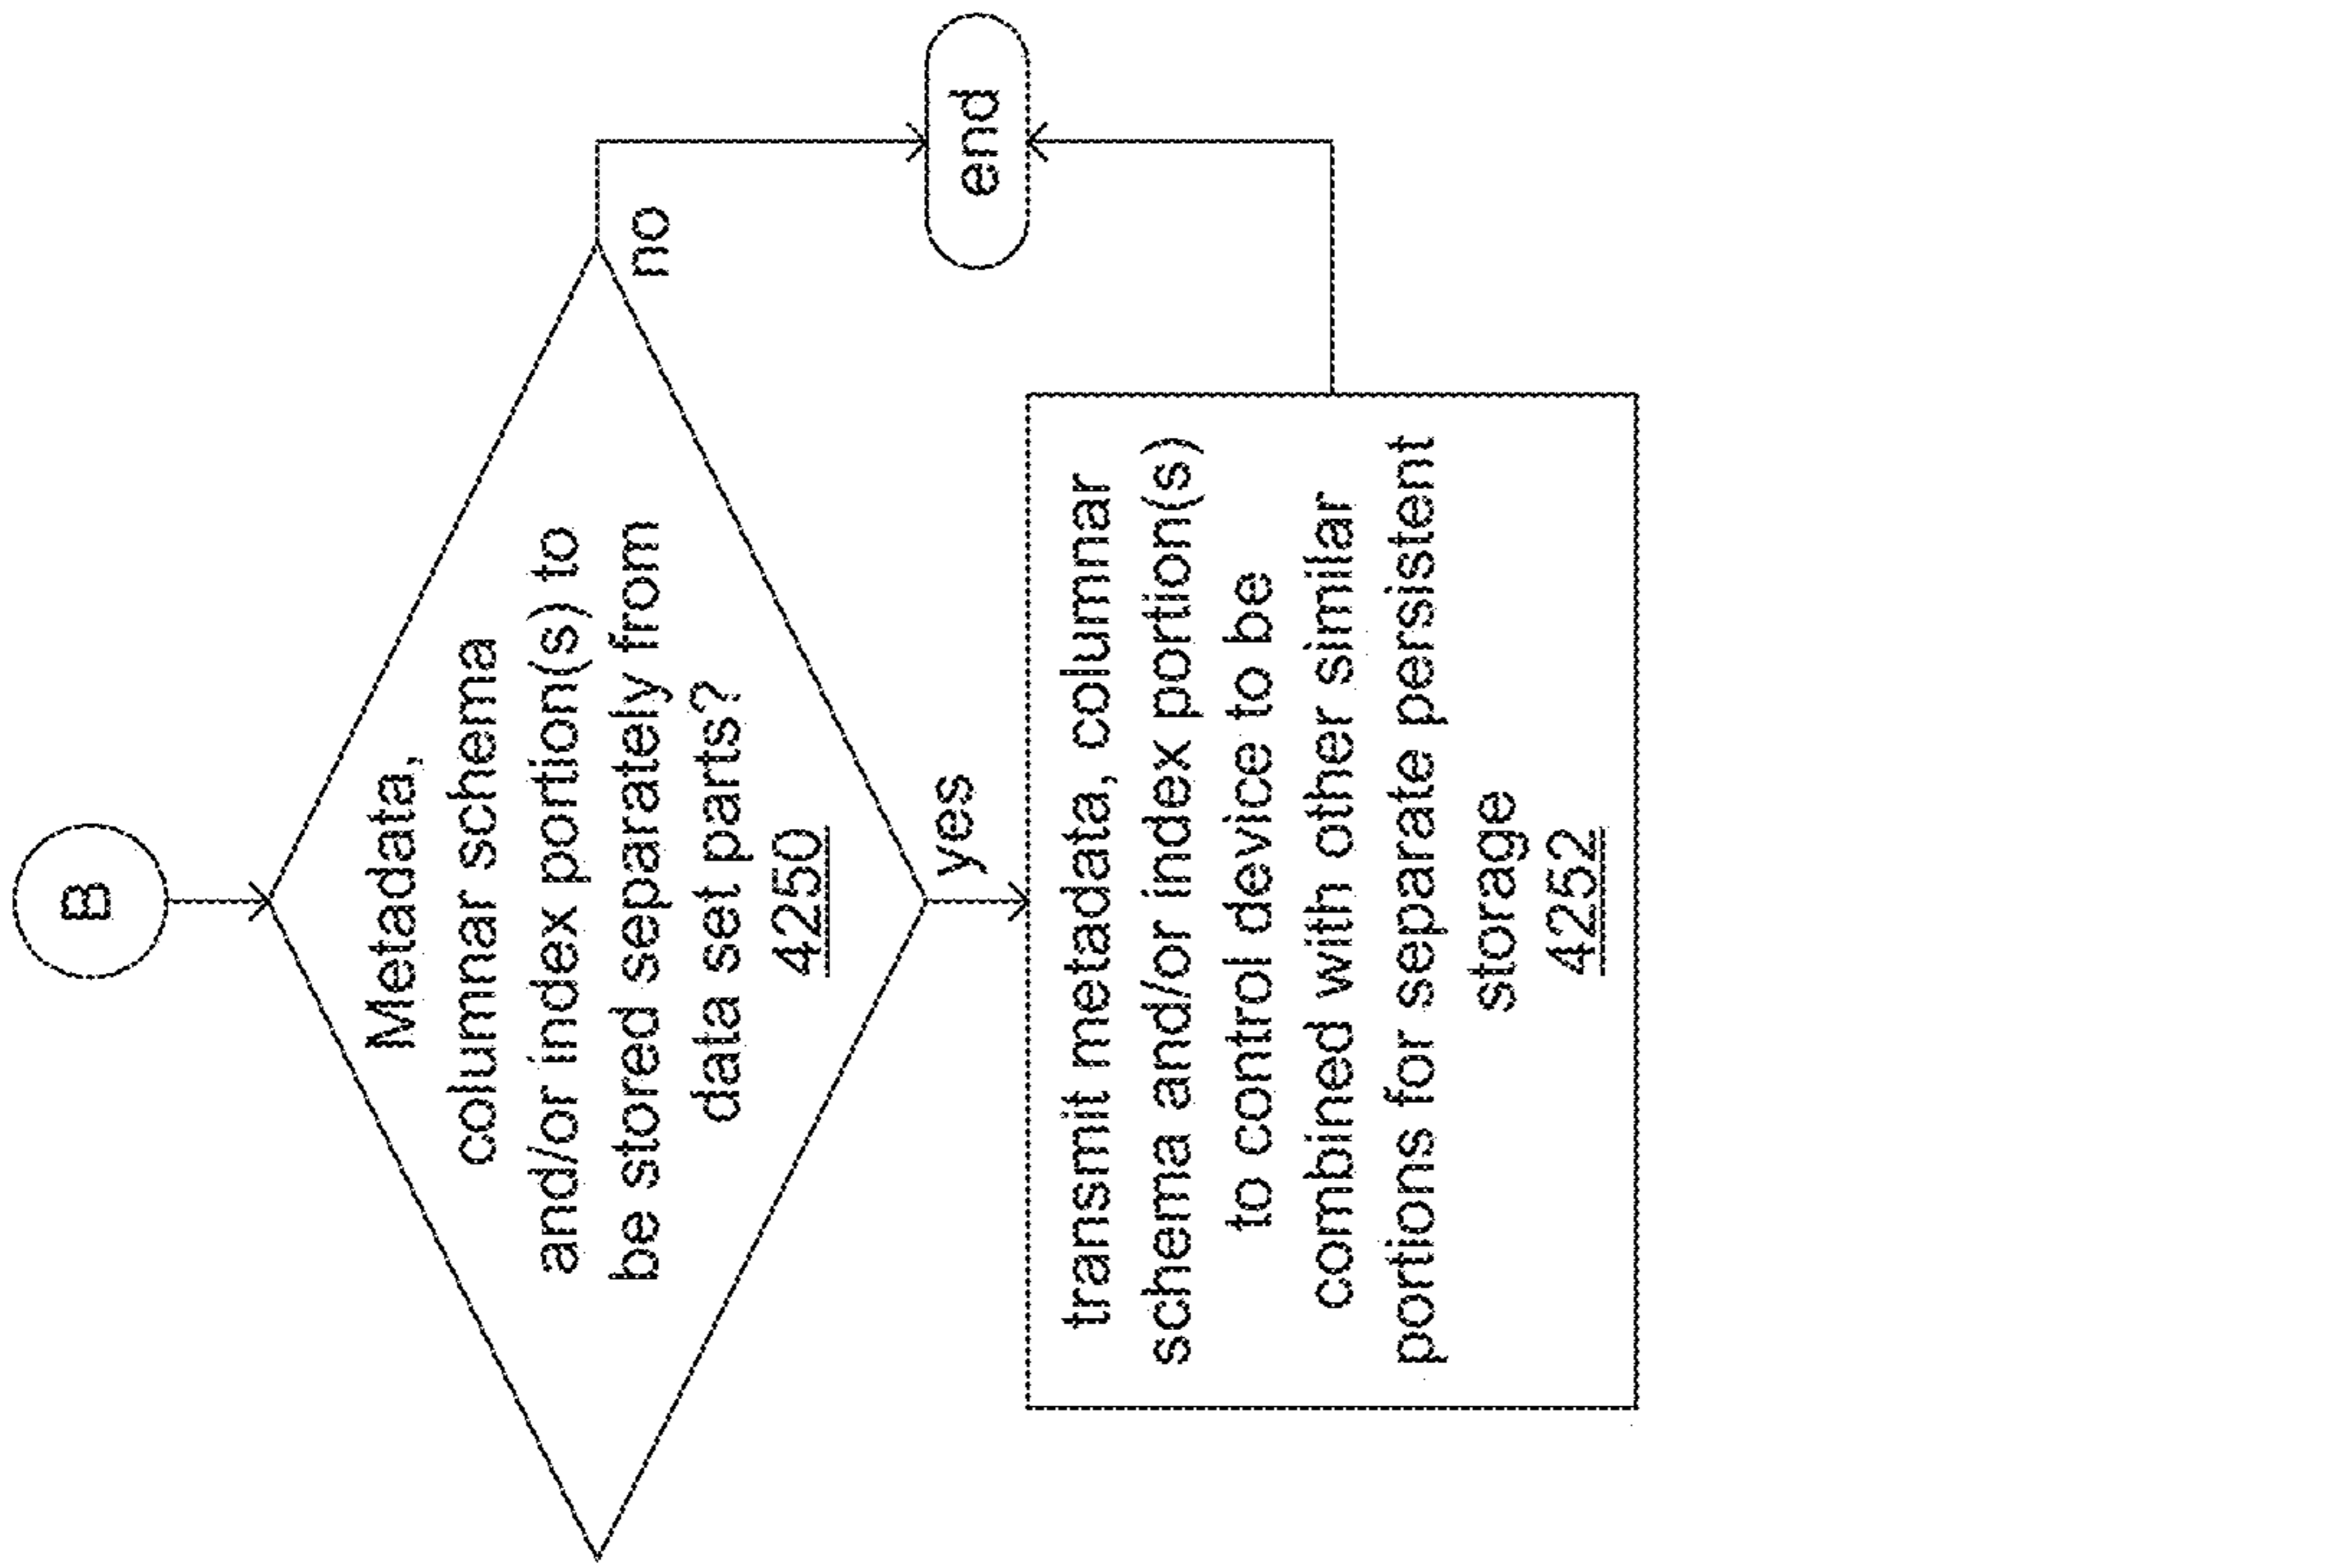 B
Metadata,
columnar schema
and/or index portion(s) to
be stored separately from
data set parts?
4250
no
yes
end
transmit metadata, columnar
schema and/or index portion(s)
to control device to be
combined with other similar
portions for separate persistent
storage
4252